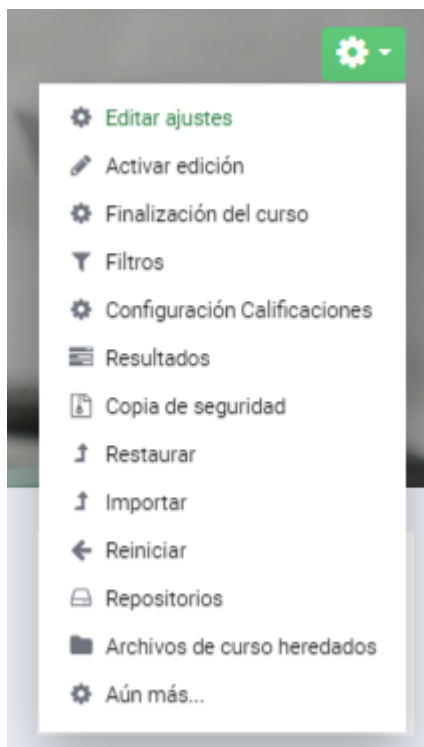 Editar ajustes
Activar edición
Finalización del curso
Filtros
Configuración Calificaciones
Resultados
Copia de seguridad
Restaurar
Importar
Reiniciar
Repositorios
Archivos de curso heredados
Aún más...